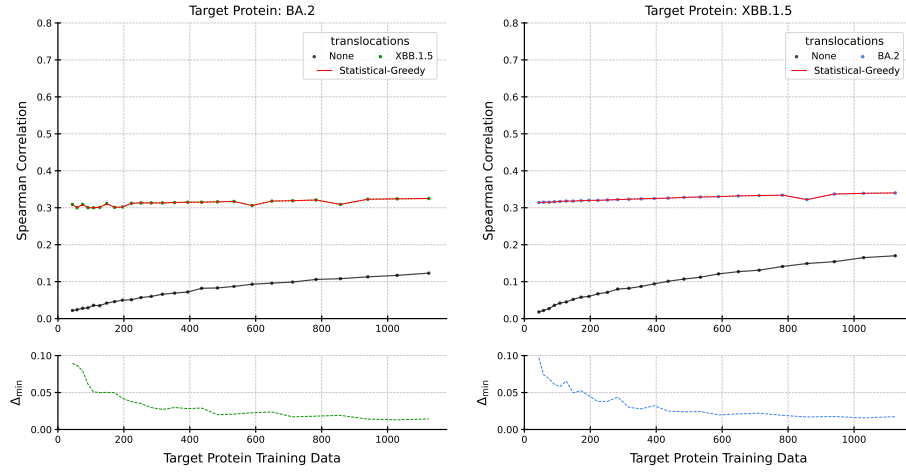 Target Protein: BA.2
0.8
0.7
0.6
0.5
0.4
0.3
0.2
0.1
0.0
Spearman Correlation
translocations
None XBB.1.5
Statistical-Greedy
0 200 400 600 800 1000
0.10
0.05
0.00
Δmin
0 200 400 600 800 1000
Target Protein Training Data
Target Protein: XBB.1.5
0.8
0.7
0.6
0.5
0.4
0.3
0.2
0.1
0.0
Spearman Correlation
translocations
None BA.2
Statistical-Greedy
0 200 400 600 800 1000
0.10
0.05
0.00
Δmin
0 200 400 600 800 1000
Target Protein Training Data